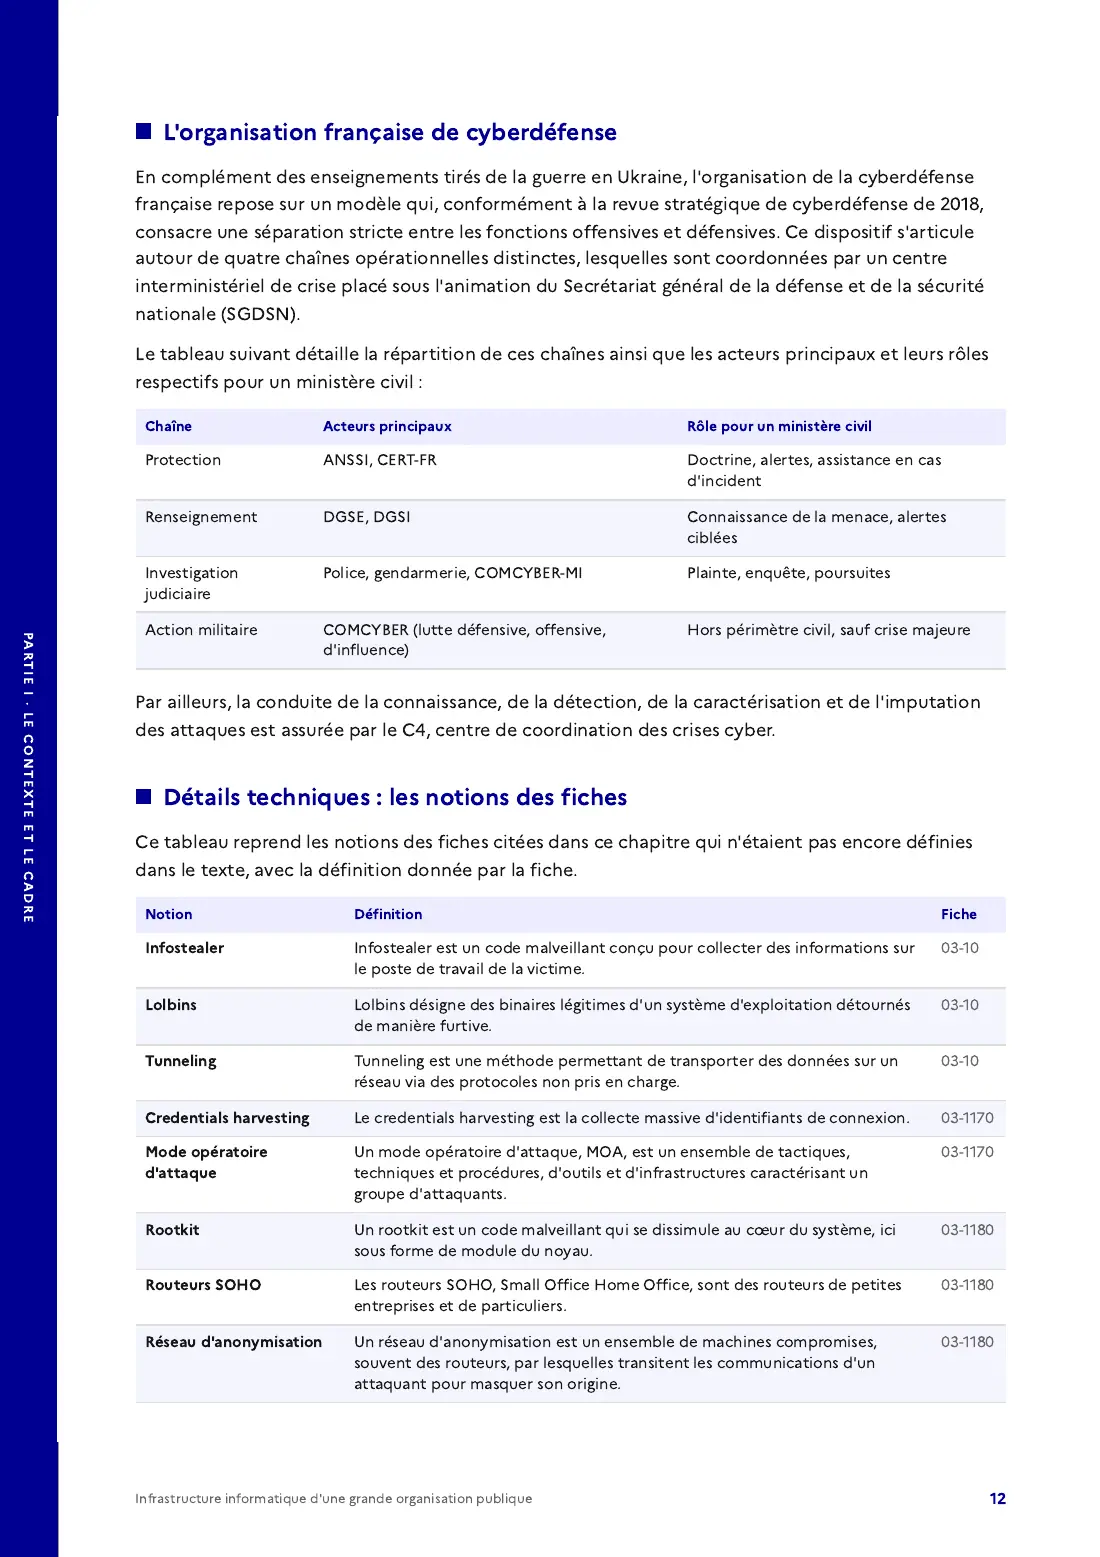 L'organisation française de cyberdéfense
En complément des enseignements tirés de la guerre en Ukraine, l'organisation de la cyberdéfense
française repose sur un modèle qui, conformément à la revue stratégique de cyberdéfense de 2018,
consacre une séparation stricte entre les fonctions offensives et défensives. Ce dispositif s'articule
autour de quatre chaînes opérationnelles distinctes, lesquelles sont coordonnées par un centre
interministériel de crise placé sous l'animation du Secrétariat général de la défense et de la sécurité
nationale (SGDSN).
Le tableau suivant détaille la répartition de ces chaînes ainsi que les acteurs principaux et leurs rôles
respectifs pour un ministère civil :
Chaîne Acteurs principaux Rôle pour un ministère civil
Protection ANSSI, CERT-FR Doctrine, alertes, assistance en cas
d'incident
Renseignement DGSE, DGSI Connaissance de la menace, alertes
ciblées
Investigation Police, gendarmerie, COMCYBER-MI Plainte, enquête, poursuites
judiciaire
Action militaire COMCYBER (lutte défensive, offensive, Hors périmètre civil, sauf crise majeure
d'influence)
Par ailleurs, la conduite de la connaissance, de la détection, de la caractérisation et de l'imputation
des attaques est assurée par le C4, centre de coordination des crises cyber.
Détails techniques : les notions des fiches
Ce tableau reprend les notions des fiches citées dans ce chapitre qui n'étaient pas encore définies
dans le texte, avec la définition donnée par la fiche.
Notion Définition Fiche
Infostealer Infostealer est un code malveillant conçu pour collecter des informations sur 03-10
le poste de travail de la victime.
Lolbins Lolbins désigne des binaires légitimes d'un système d'exploitation détournés 03-10
de manière furtive.
Tunneling Tunneling est une méthode permettant de transporter des données sur un 03-10
réseau via des protocoles non pris en charge.
Credentials harvesting Le credentials harvesting est la collecte massive d'identifiants de connexion. 03-1170
Mode opératoire Un mode opératoire d'attaque, MOA, est un ensemble de tactiques, 03-1170
d'attaque techniques et procédures, d'outils et d'infrastructures caractérisant un
groupe d'attaquants.
Rootkit Un rootkit est un code malveillant qui se dissimule au cœur du système, ici 03-1180
sous forme de module du noyau.
Routeurs SOHO Les routeurs SOHO, Small Office Home Office, sont des routeurs de petites 03-1180
entreprises et de particuliers.
Réseau d'anonymisation Un réseau d'anonymisation est un ensemble de machines compromises, 03-1180
souvent des routeurs, par lesquelles transitent les communications d'un
attaquant pour masquer son origine.
PARTIE I · LE CONTEXTE ET LE CADRE
Infrastructure informatique d'une grande organisation publique 12